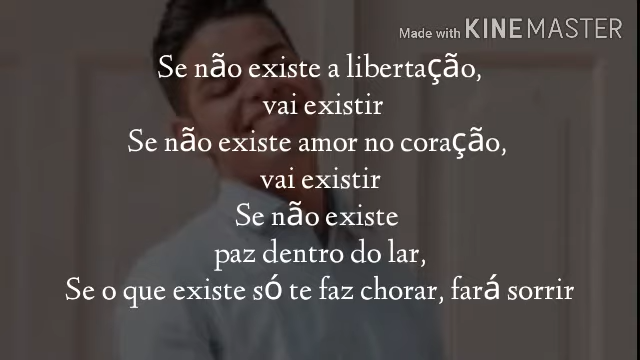 Made with KINEMASTER
Se não existe a libertação,
vai existir
Se não existe amor no coração,
vai existir
Se não existe
paz dentro do lar,
Se o que existe só te faz chorar, fará sorrir